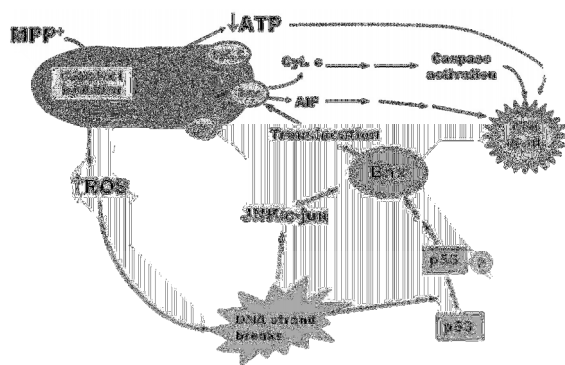 MPP⁺
↓ATP
Cyt. c
Caspase
activation
AIF
Translocation
Bax
↑ROS
JNK/c-jun
p53
P
DNA strand
breaks
p53